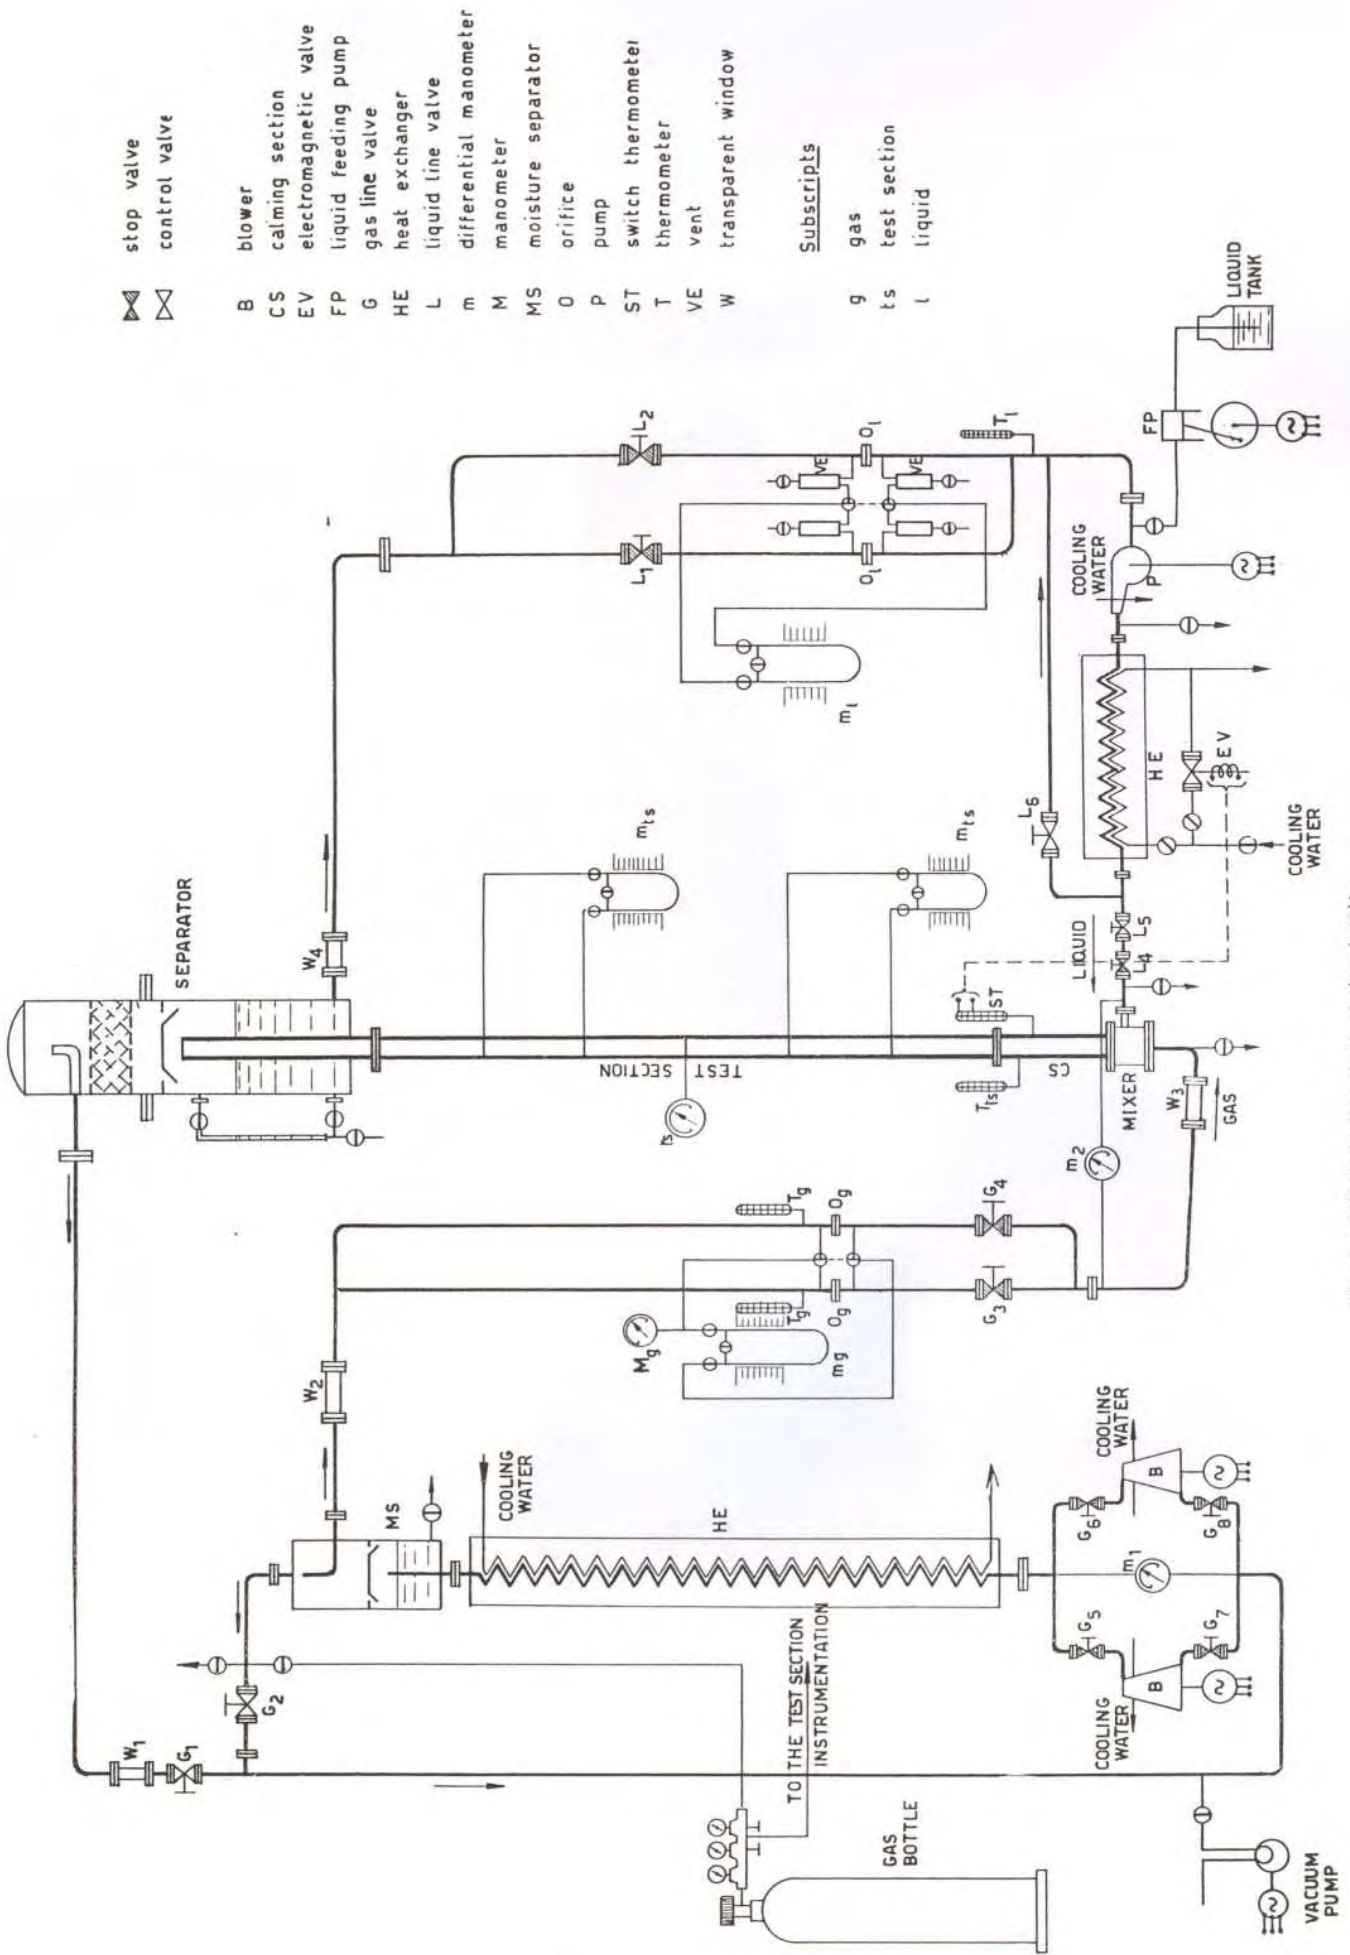 stop valve
control valve
B blower
CS calming section
EV electromagnetic valve
FP liquid feeding pump
G gas line valve
HE heat exchanger
L liquid line valve
m differential manometer
M manometer
MS moisture separator
O orifice
P pump
ST switch thermometer
T thermometer
VE vent
W transparent window
Subscripts
g gas
ts test section
l liquid
SEPARATOR
W4
L1
L2
VE
VE
Ol
Ol
Tl
ml
mts
mts
TEST SECTION
ts
Tts
ST
CS
MIXER
LIQUID
L4
L5
L6
HE
EV
COOLING
WATER
COOLING
WATER
P
FP
LIQUID
TANK
W3
GAS
m2
Tg
Og
G4
Tg
Og
G3
Mg
mg
W2
MS
COOLING
WATER
HE
COOLING
WATER
G6
B
G8
m1
G5
B
G7
COOLING
WATER
W1
G1
G2
TO THE TEST SECTION
INSTRUMENTATION
GAS
BOTTLE
VACUUM
PUMP